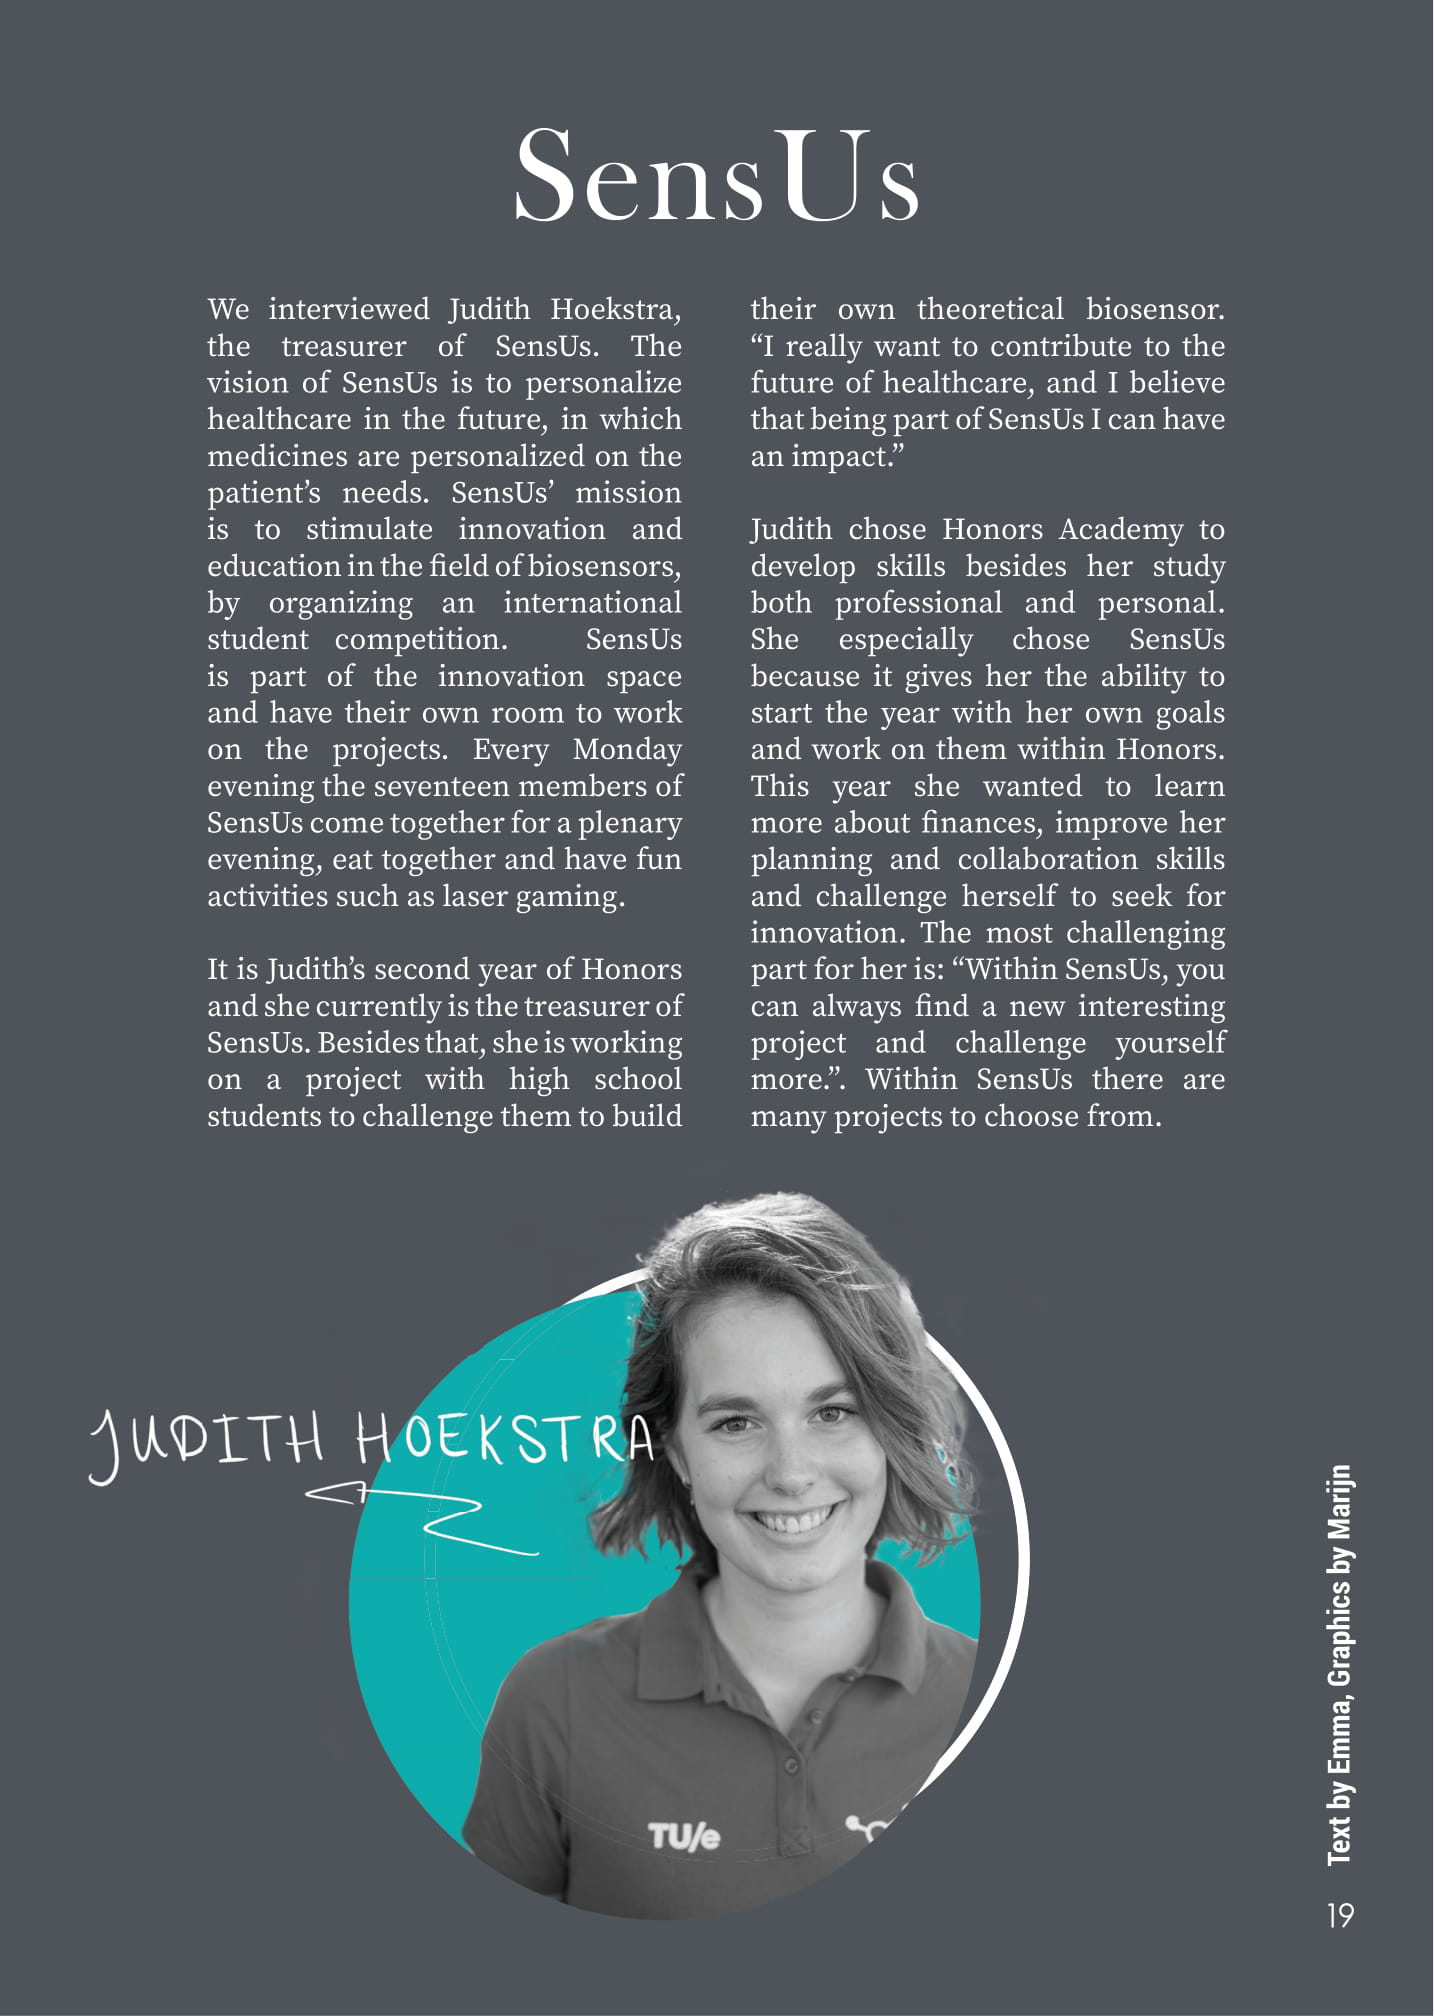 SensUs
We interviewed Judith Hoekstra,
the treasurer of SensUs. The
vision of SensUs is to personalize
healthcare in the future, in which
medicines are personalized on the
patient’s needs. SensUs’ mission
is to stimulate innovation and
education in the field of biosensors,
by organizing an international
student competition. SensUs
is part of the innovation space
and have their own room to work
on the projects. Every Monday
evening the seventeen members of
SensUs come together for a plenary
evening, eat together and have fun
activities such as laser gaming.
It is Judith’s second year of Honors
and she currently is the treasurer of
SensUs. Besides that, she is working
on a project with high school
students to challenge them to build
their own theoretical biosensor.
“I really want to contribute to the
future of healthcare, and I believe
that being part of SensUs I can have
an impact.”
Judith chose Honors Academy to
develop skills besides her study
both professional and personal.
She especially chose SensUs
because it gives her the ability to
start the year with her own goals
and work on them within Honors.
This year she wanted to learn
more about finances, improve her
planning and collaboration skills
and challenge herself to seek for
innovation. The most challenging
part for her is: “Within SensUs, you
can always find a new interesting
project and challenge yourself
more.”. Within SensUs there are
many projects to choose from.
JUDITH HOEKSTRA
TU/e
Text by Emma, Graphics by Marijn
19